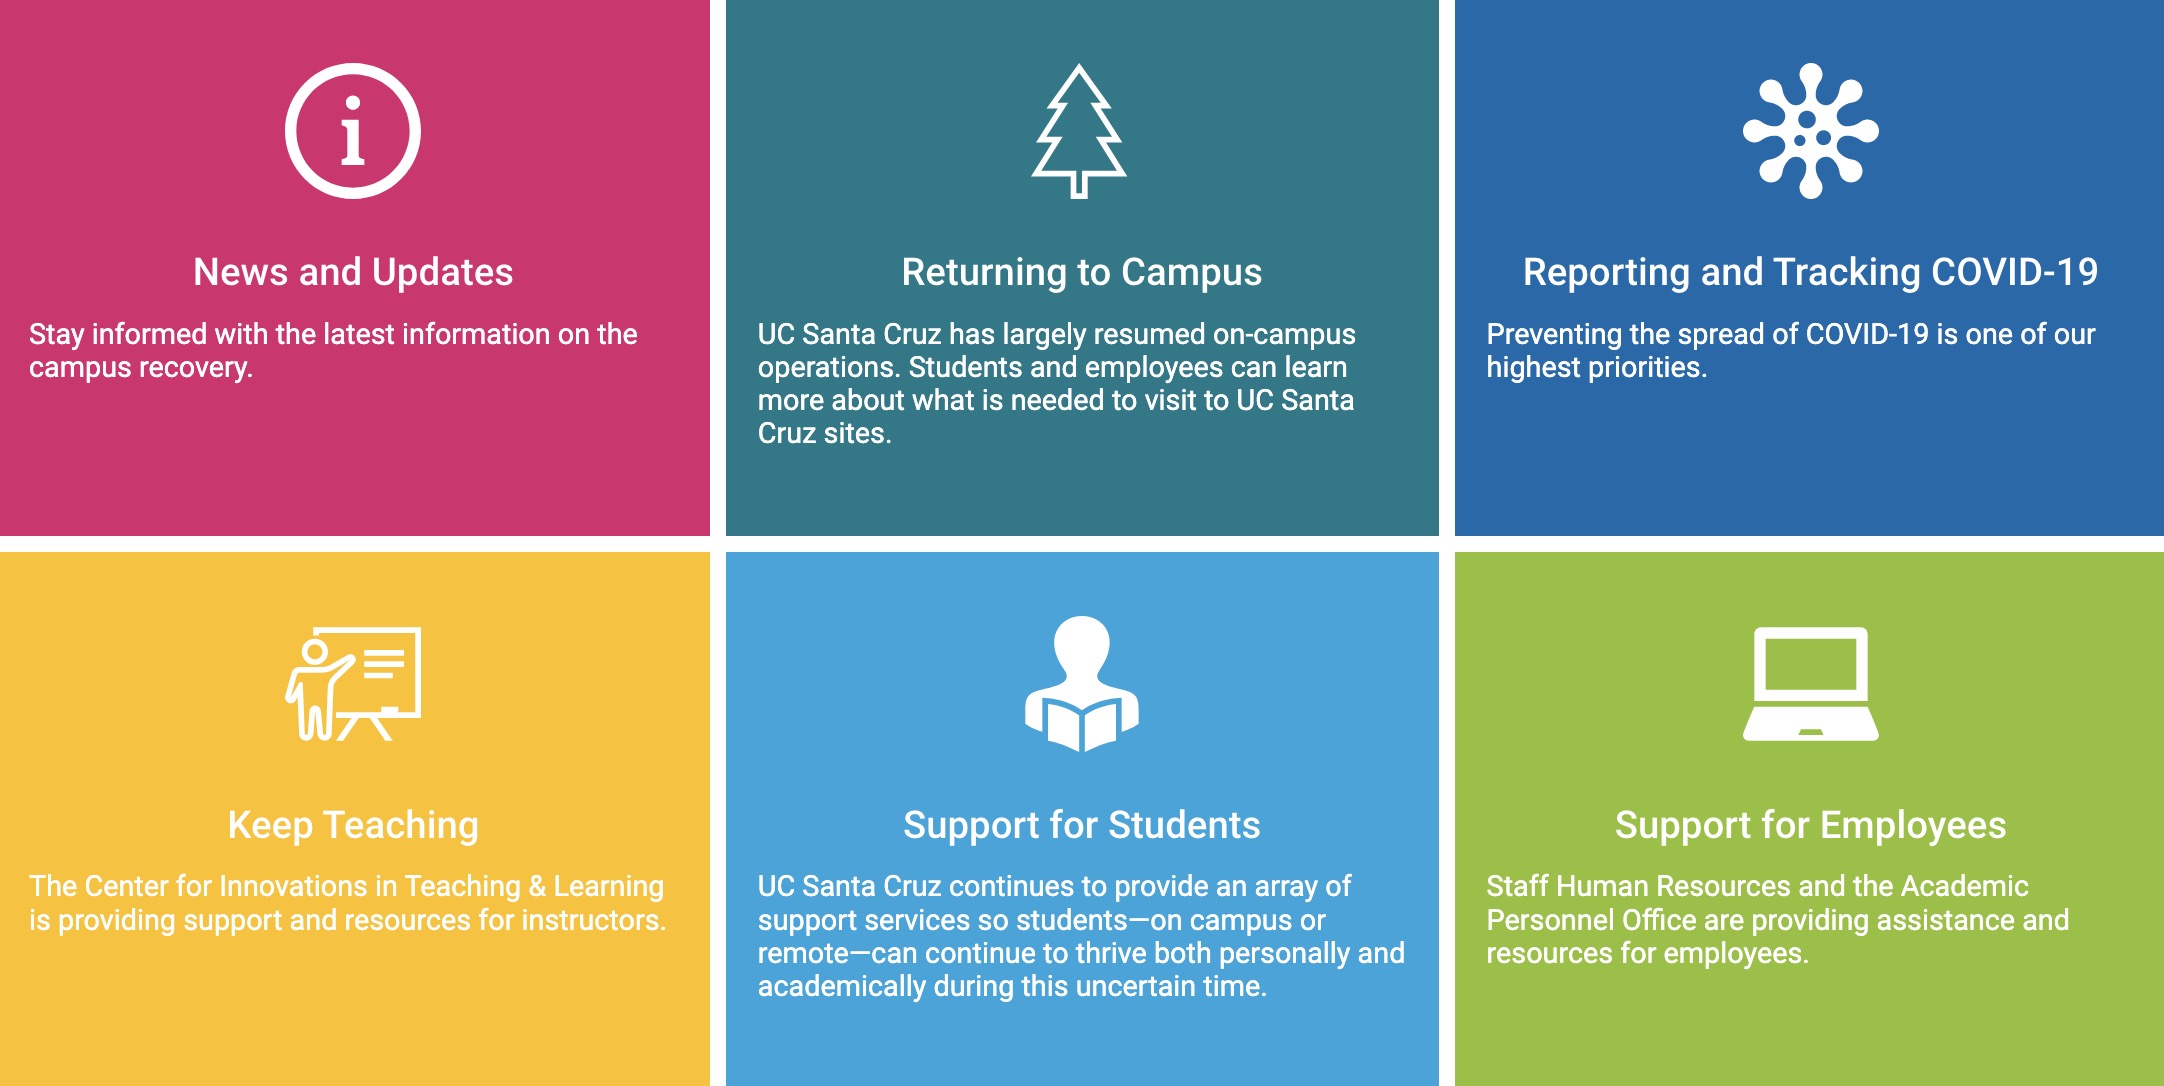 i
News and Updates
Stay informed with the latest information on the
campus recovery.
Returning to Campus
UC Santa Cruz has largely resumed on-campus
operations. Students and employees can learn
more about what is needed to visit to UC Santa
Cruz sites.
Reporting and Tracking COVID-19
Preventing the spread of COVID-19 is one of our
highest priorities.
Keep Teaching
The Center for Innovations in Teaching & Learning
is providing support and resources for instructors.
Support for Students
UC Santa Cruz continues to provide an array of
support services so students—on campus or
remote—can continue to thrive both personally and
academically during this uncertain time.
Support for Employees
Staff Human Resources and the Academic
Personnel Office are providing assistance and
resources for employees.